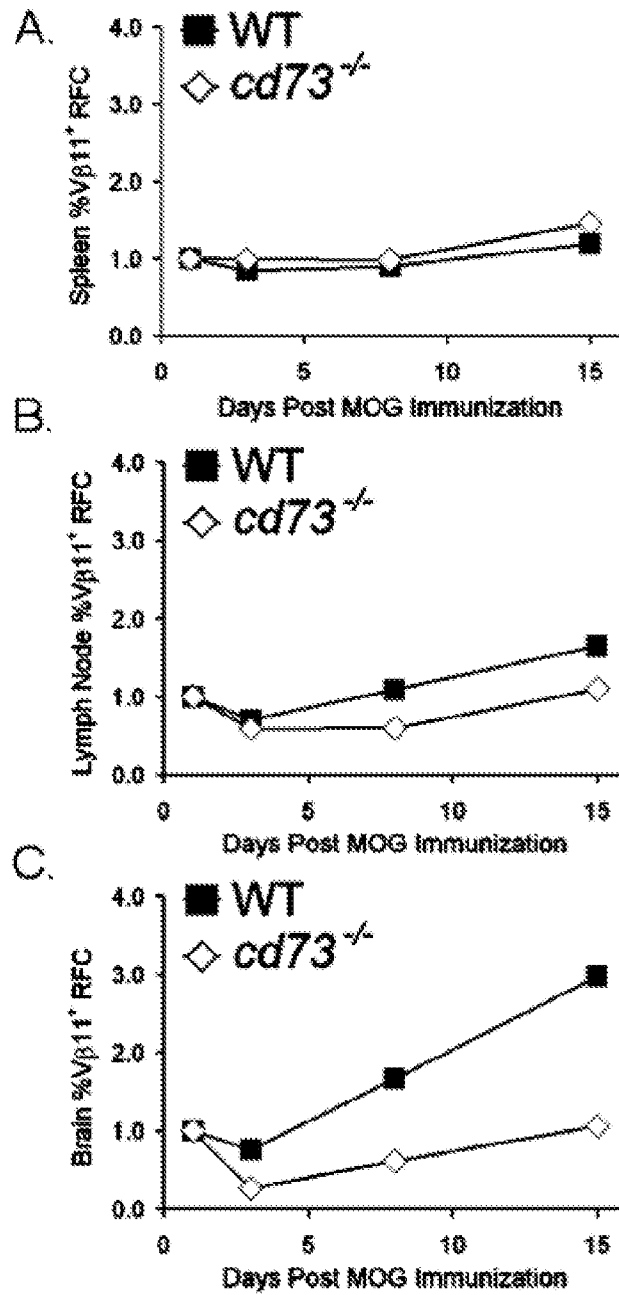 A.
4.0
WT
cd73 -/-
3.0
2.0
1.0
0.0
Spleen %Vβ11+ RFC
0 5 10 15
Days Post MOG Immunization
B.
4.0
WT
cd73 -/-
3.0
2.0
1.0
0.0
Lymph Node %Vβ11+ RFC
0 5 10 15
Days Post MOG Immunization
C.
4.0
WT
cd73 -/-
3.0
2.0
1.0
0.0
Brain %Vβ11+ RFC
0 5 10 15
Days Post MOG Immunization